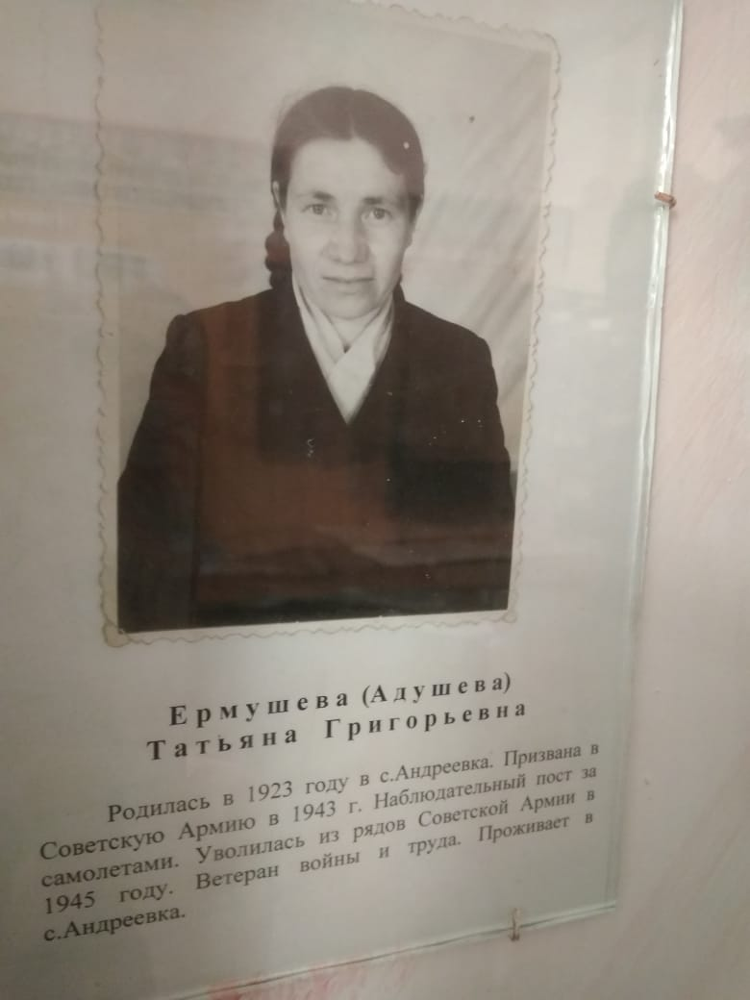 Ермушева (Адушева)
Татьяна Григорьевна
Родилась в 1923 году в с.Андреевка. Призвана в
Советскую Армию в 1943 г. Наблюдательный пост за
самолетами. Уволилась из рядов Советской Армии в
1945 году. Ветеран войны и труда. Проживает в
с.Андреевка.